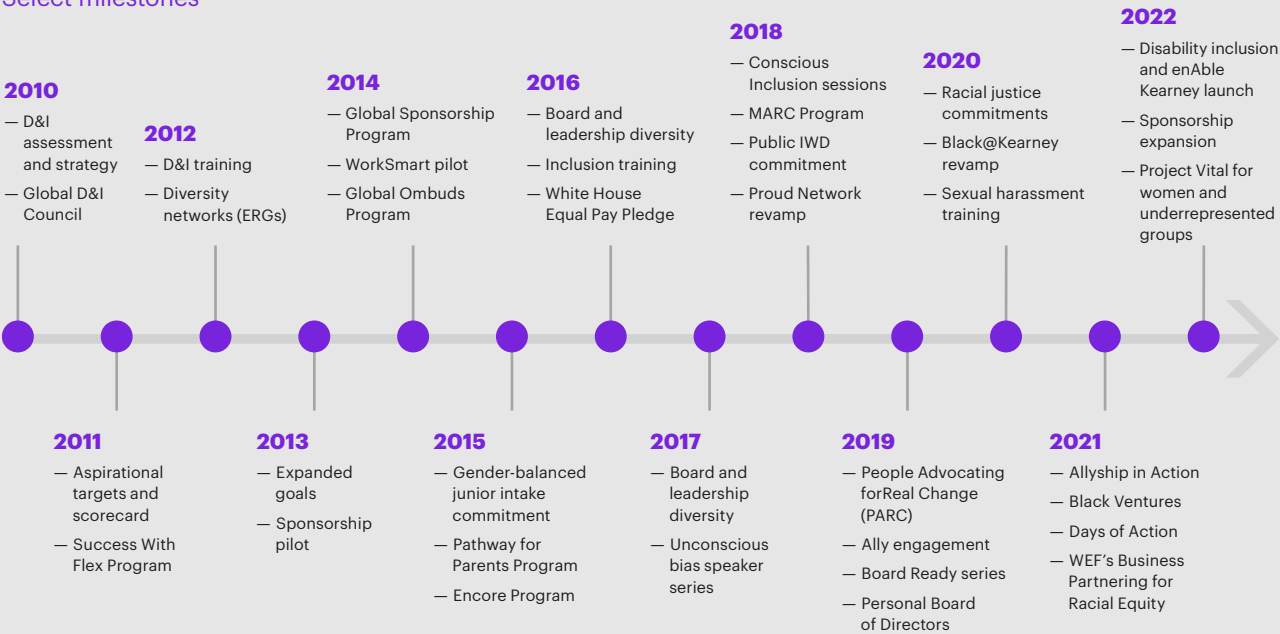 Select milestones
2010
— D&I
assessment
and strategy
— Global D&I
Council
2011
— Aspirational
targets and
scorecard
— Success With
Flex Program
2012
— D&I training
— Diversity
networks (ERGs)
2013
— Expanded
goals
— Sponsorship
pilot
2014
— Global Sponsorship
Program
— WorkSmart pilot
— Global Ombuds
Program
2015
— Gender-balanced
junior intake
commitment
— Pathway for
Parents Program
— Encore Program
2016
— Board and
leadership diversity
— Inclusion training
— White House
Equal Pay Pledge
2017
— Board and
leadership
diversity
— Unconscious
bias speaker
series
2018
— Conscious
Inclusion sessions
— MARC Program
— Public IWD
commitment
— Proud Network
revamp
2019
— People Advocating
forReal Change
(PARC)
— Ally engagement
— Board Ready series
— Personal Board
of Directors
2020
— Racial justice
commitments
— Black@Kearney
revamp
— Sexual harassment
training
2021
— Allyship in Action
— Black Ventures
— Days of Action
— WEF's Business
Partnering for
Racial Equity
2022
— Disability inclusion
and enAble
Kearney launch
— Sponsorship
expansion
— Project Vital for
women and
underrepresented
groups